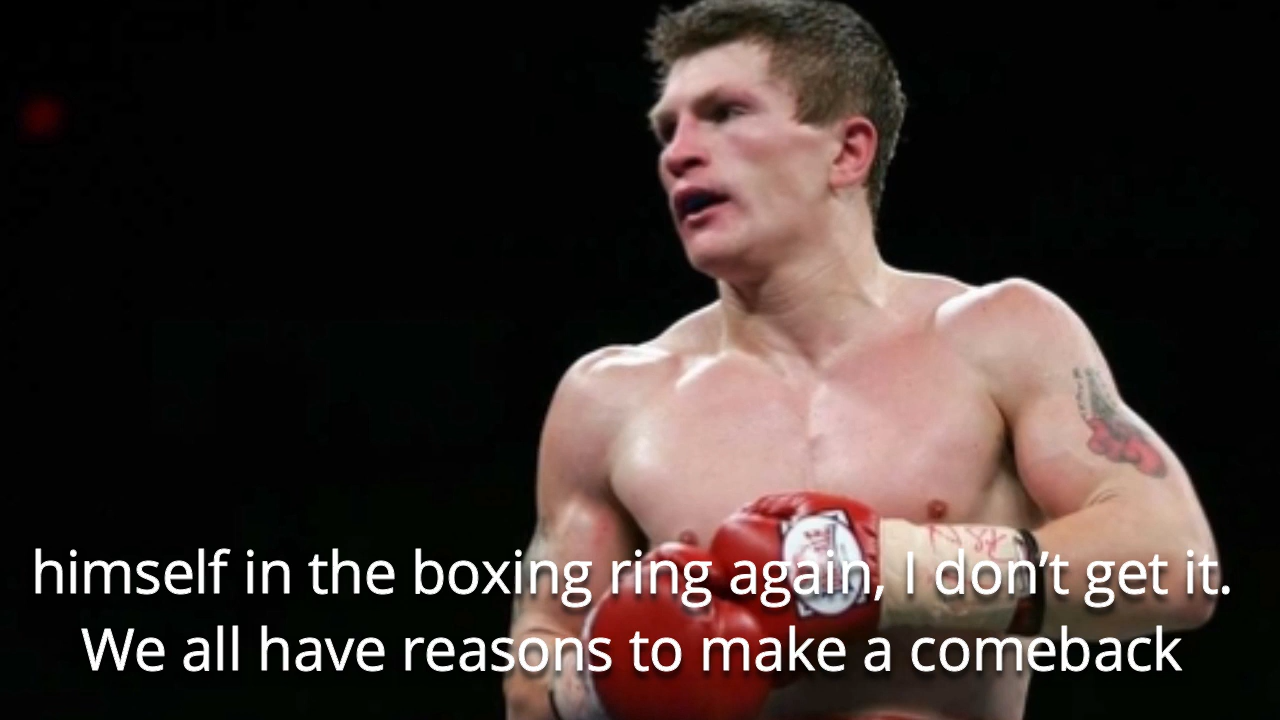 himself in the boxing ring again, I don’t get it.
We all have reasons to make a comeback